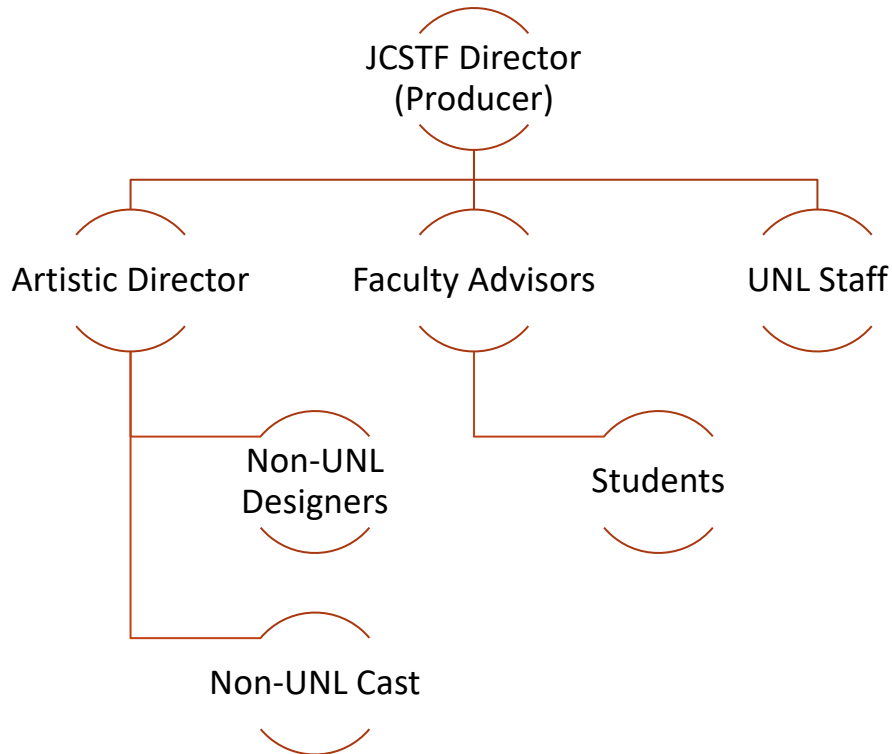 JCSTF Director
(Producer)
Artistic Director
Faculty Advisors
UNL Staff
Non-UNL
Designers
Students
Non-UNL Cast